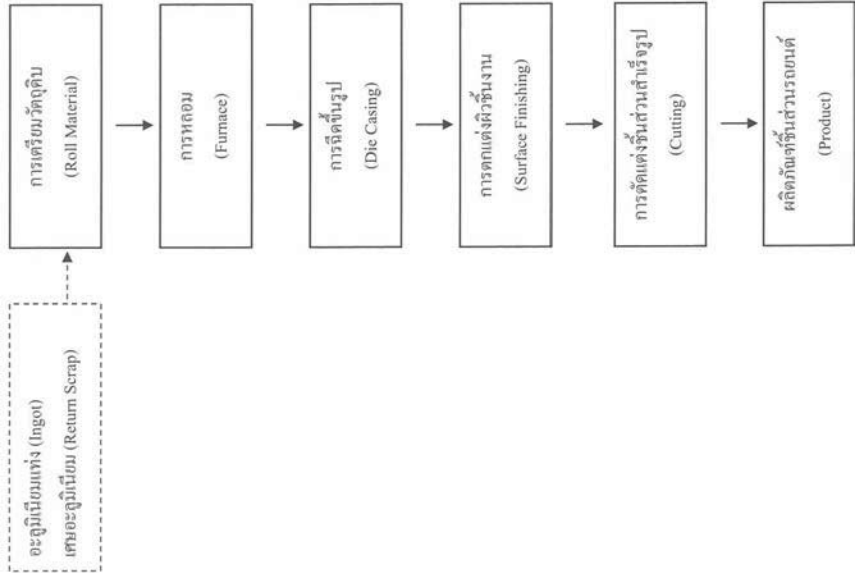 อะลูมิเนียมแท่ง (Ingot)
เศษอะลูมิเนียม (Return Scrap)
การเตรียมวัตถุดิบ
(Roll Material)
การหลอม
(Furnace)
การฉีดขึ้นรูป
(Die Casing)
การตกแต่งผิวชิ้นงาน
(Surface Finishing)
การตัดแต่งชิ้นส่วนสำเร็จรูป
(Cutting)
ผลิตภัณฑ์ชิ้นส่วนรถยนต์
(Product)